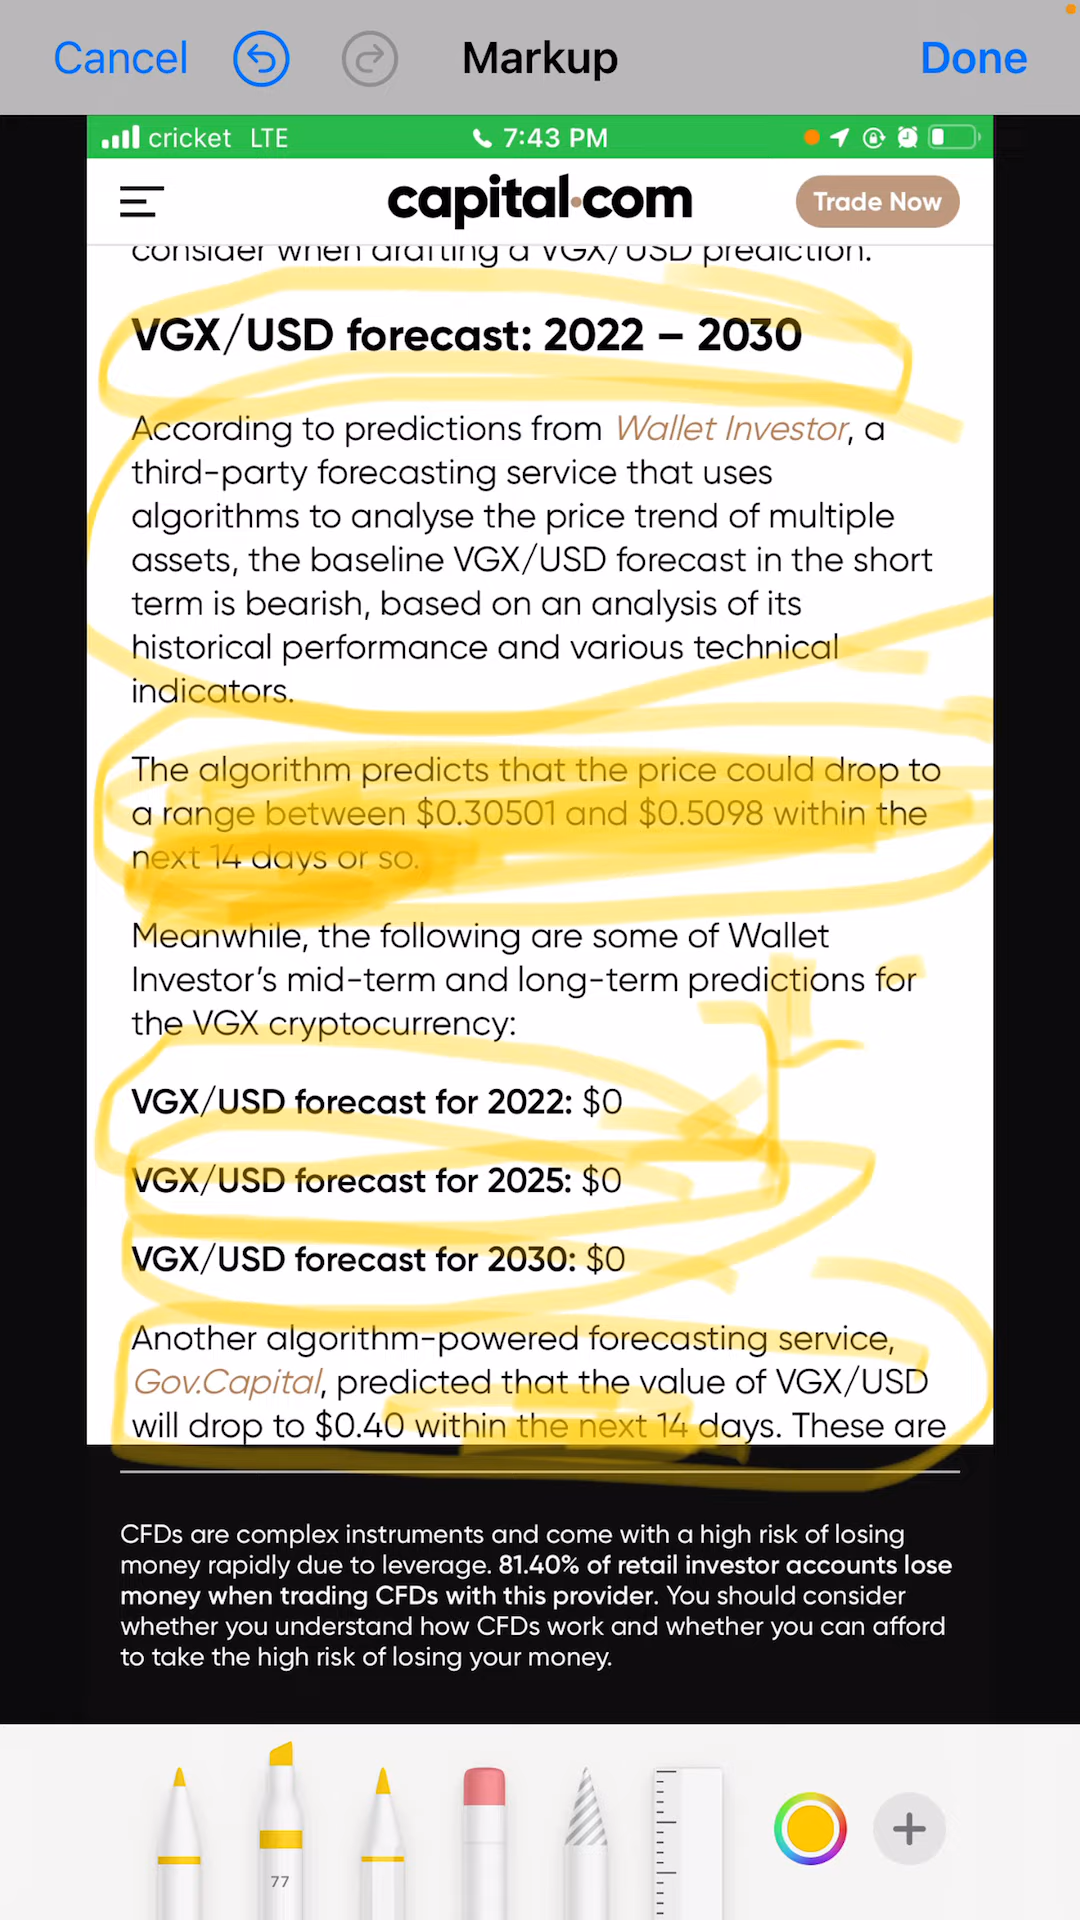 Cancel Markup Done
cricket LTE 7:43 PM
capital.com Trade Now
consider when drafting a VGX/USD prediction.
VGX/USD forecast: 2022 – 2030
According to predictions from Wallet Investor, a
third-party forecasting service that uses
algorithms to analyse the price trend of multiple
assets, the baseline VGX/USD forecast in the short
term is bearish, based on an analysis of its
historical performance and various technical
indicators.
The algorithm predicts that the price could drop to
a range between $0.30501 and $0.5098 within the
next 14 days or so.
Meanwhile, the following are some of Wallet
Investor’s mid-term and long-term predictions for
the VGX cryptocurrency:
VGX/USD forecast for 2022: $0
VGX/USD forecast for 2025: $0
VGX/USD forecast for 2030: $0
Another algorithm-powered forecasting service,
Gov.Capital, predicted that the value of VGX/USD
will drop to $0.40 within the next 14 days. These are
CFDs are complex instruments and come with a high risk of losing
money rapidly due to leverage. 81.40% of retail investor accounts lose
money when trading CFDs with this provider. You should consider
whether you understand how CFDs work and whether you can afford
to take the high risk of losing your money.
77